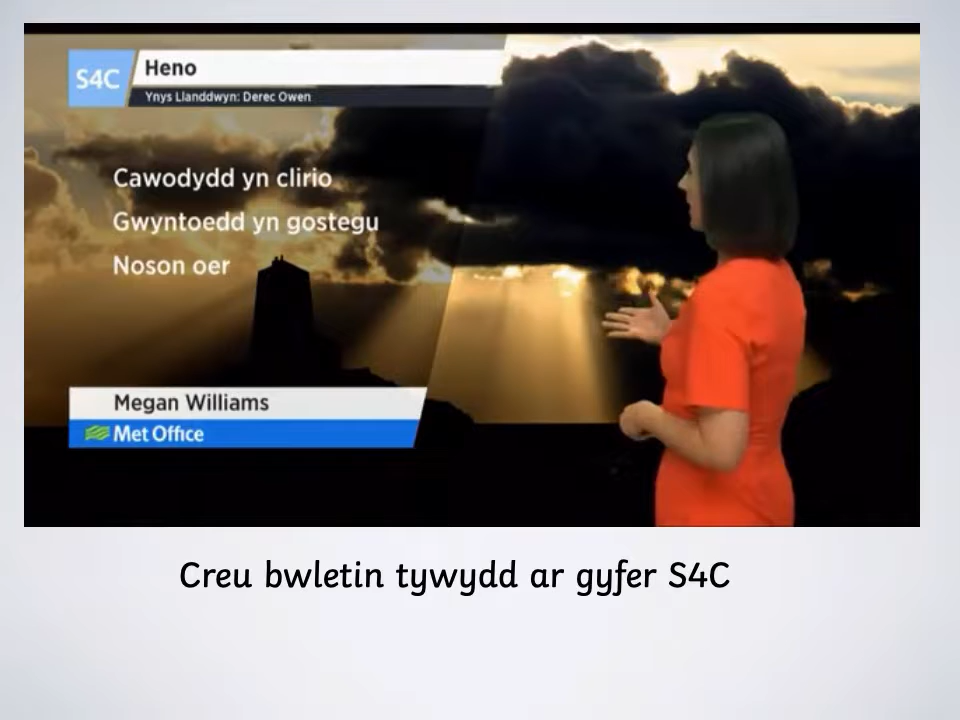 S4C
Heno
Ynys Llanddwyn: Derec Owen
Cawodydd yn clirio
Gwyntoedd yn gostegu
Noson oer
Megan Williams
Met Office
Creu bwletin tywydd ar gyfer S4C